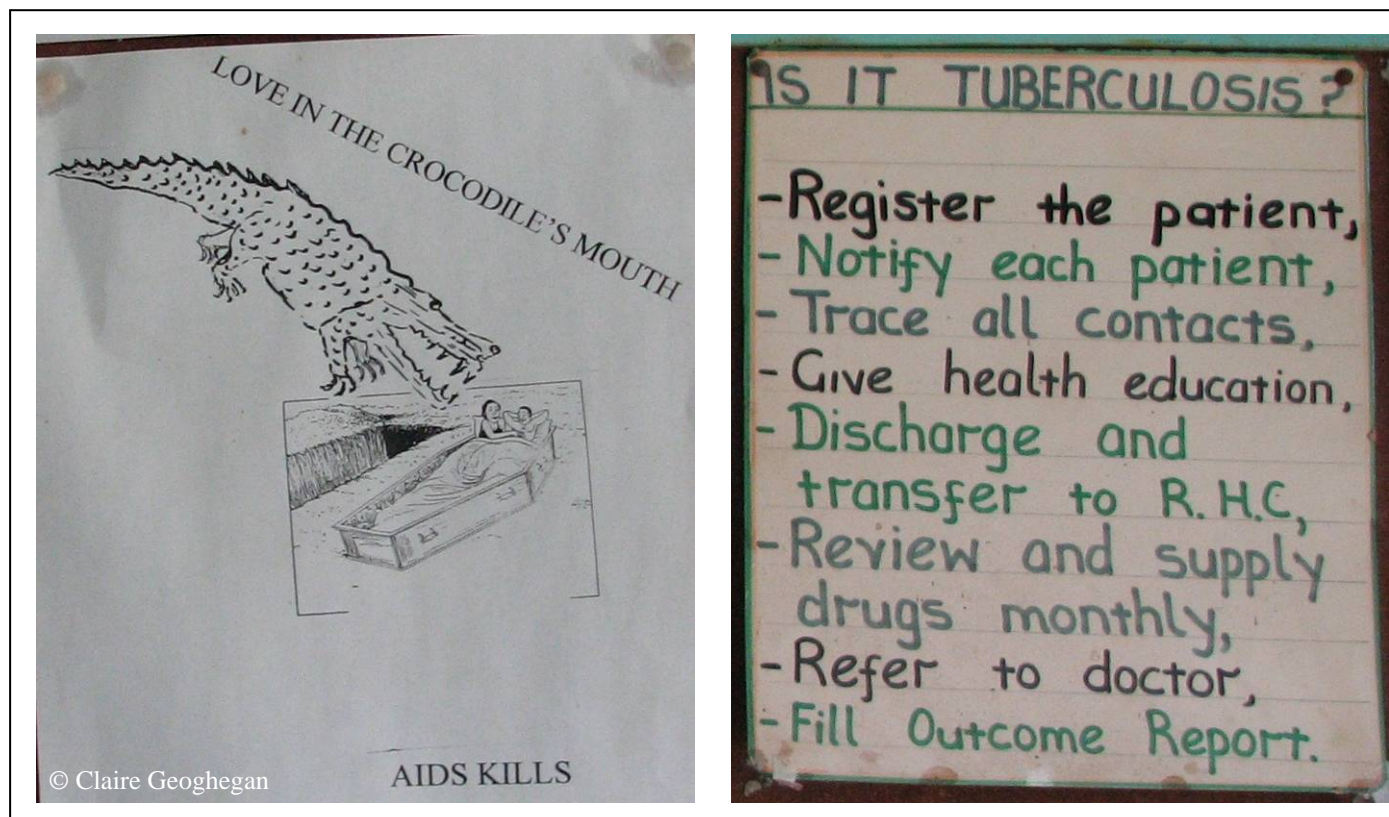 LOVE IN THE CROCODILE'S MOUTH
AIDS KILLS
© Claire Geoghegan
IS IT TUBERCULOSIS?
-Register the patient,
- Notify each patient,
- Trace all contacts,
- Give health education,
- Discharge and
transfer to R.H.C,
-Review and supply
drugs monthly,
-Refer to doctor,
-Fill Outcome Report.